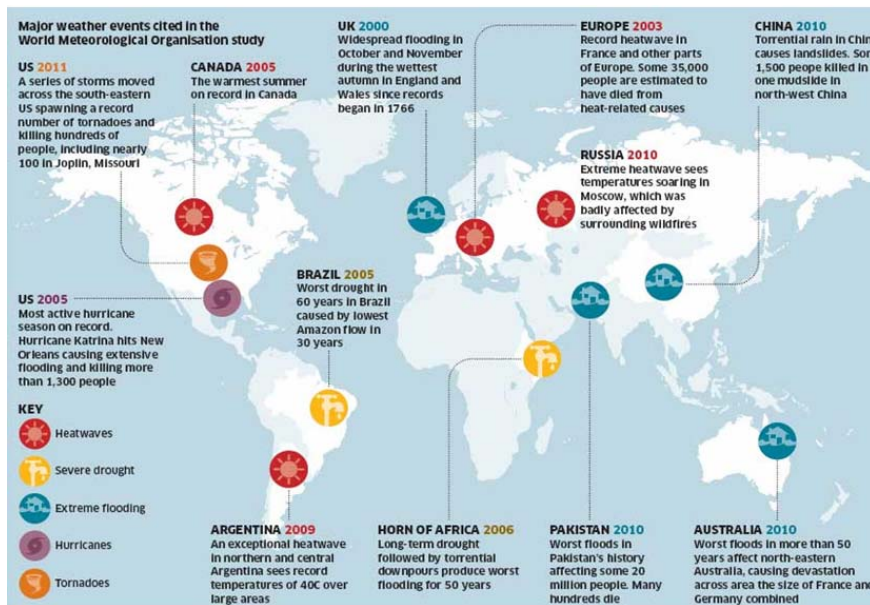 Major weather events cited in the
World Meteorological Organisation study
US 2011
A series of storms moved
across the south-eastern
US spawning a record
number of tornadoes and
killing hundreds of
people, including nearly
100 in Joplin, Missouri
CANADA 2005
The warmest summer
on record in Canada
UK 2000
Widespread flooding in
October and November
during the wettest
autumn in England and
Wales since records
began in 1766
EUROPE 2003
Record heatwave in
France and other parts
of Europe. Some 35,000
people are estimated to
have died from
heat-related causes
CHINA 2010
Torrential rain in China
causes landslides. Some
1,500 peope killed in
one mudslide in
north-west China
RUSSIA 2010
Extreme heatwave sees
temperatures soaring in
Moscow, which was
badly affected by
surrounding wildfires
US 2005
Most active hurricane
season on record.
Hurricane Katrina hits New
Orleans causing extensive
flooding and killing more
than 1,300 people
BRAZIL 2005
Worst drought in
60 years in Brazil
caused by lowest
Amazon flow in
30 years
KEY
Heatwaves
Severe drought
Extreme flooding
Hurricanes
Tornadoes
ARGENTINA 2009
An exceptional heatwave
in northern and central
Argentina sees record
temperatures of 40C over
large areas
HORN OF AFRICA 2006
Long-term drought
followed by torrential
downpours produce worst
flooding for 50 years
PAKISTAN 2010
Worst floods in
Pakistan's history
affecting some 20
million people. Many
hundreds die
AUSTRALIA 2010
Worst floods in more than 50
years affect north-eastern
Australia, causing devastation
across area the size of France and
Germany combined